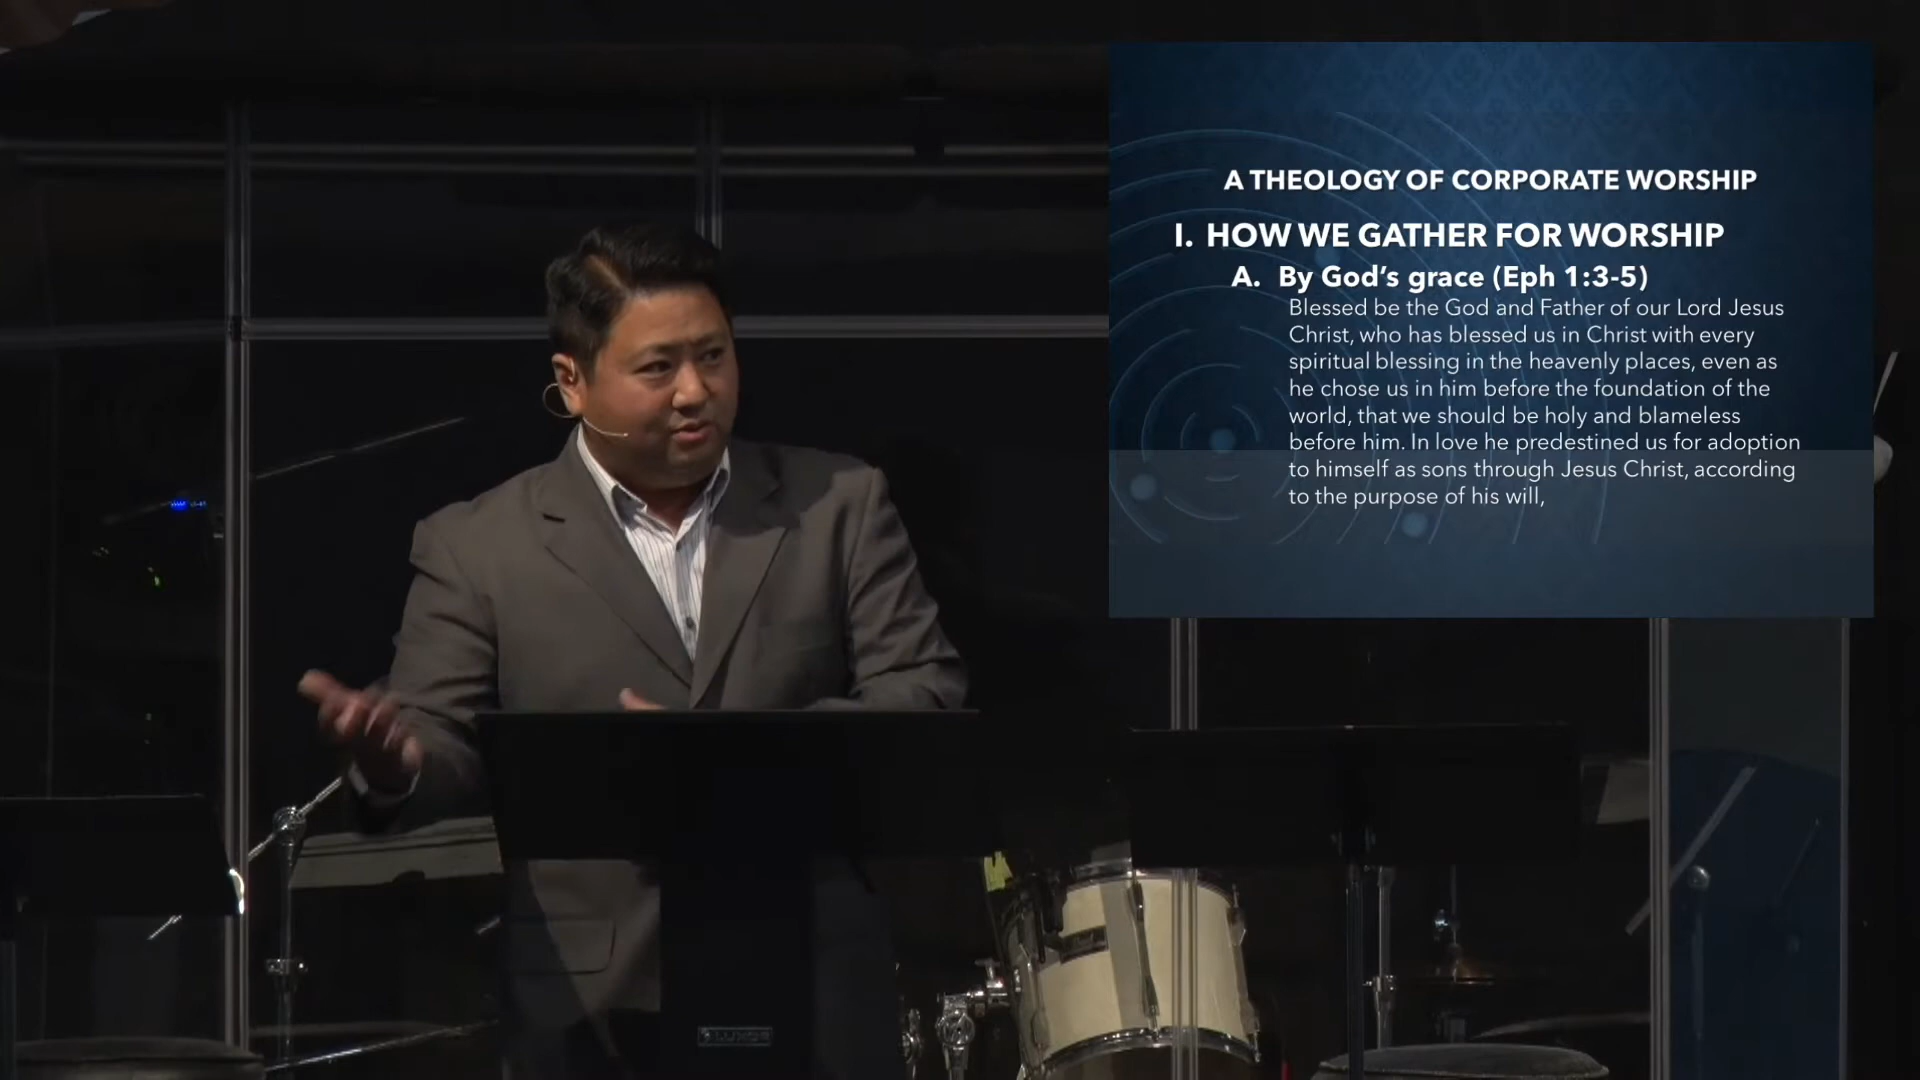 A THEOLOGY OF CORPORATE WORSHIP
I. HOW WE GATHER FOR WORSHIP
A. By God's grace (Eph 1:3-5)
Blessed be the God and Father of our Lord Jesus
Christ, who has blessed us in Christ with every
spiritual blessing in the heavenly places, even as
he chose us in him before the foundation of the
world, that we should be holy and blameless
before him. In love he predestined us for adoption
to himself as sons through Jesus Christ, according
to the purpose of his will,
LUXOR